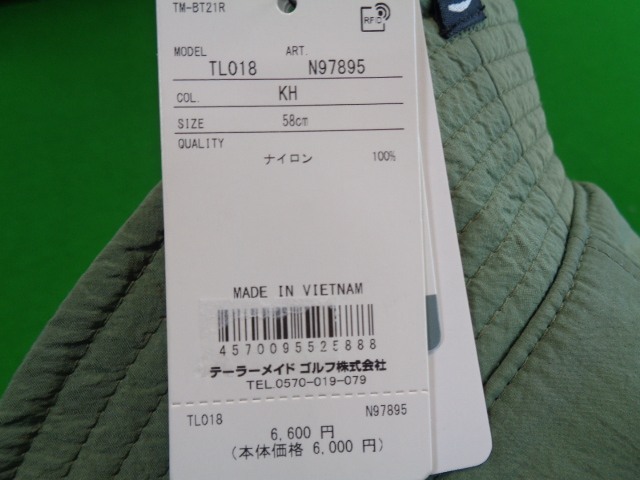 TM-BT21R
RFID
MODEL ART.
TL018 N97895
COL. KH
SIZE 58cm
QUALITY
ナイロン 100%
MADE IN VIETNAM
4570095525888
テーラーメイド ゴルフ株式会社
TEL.0570-019-079
TL018 N97895
6,600 円
(本体価格 6,000 円)